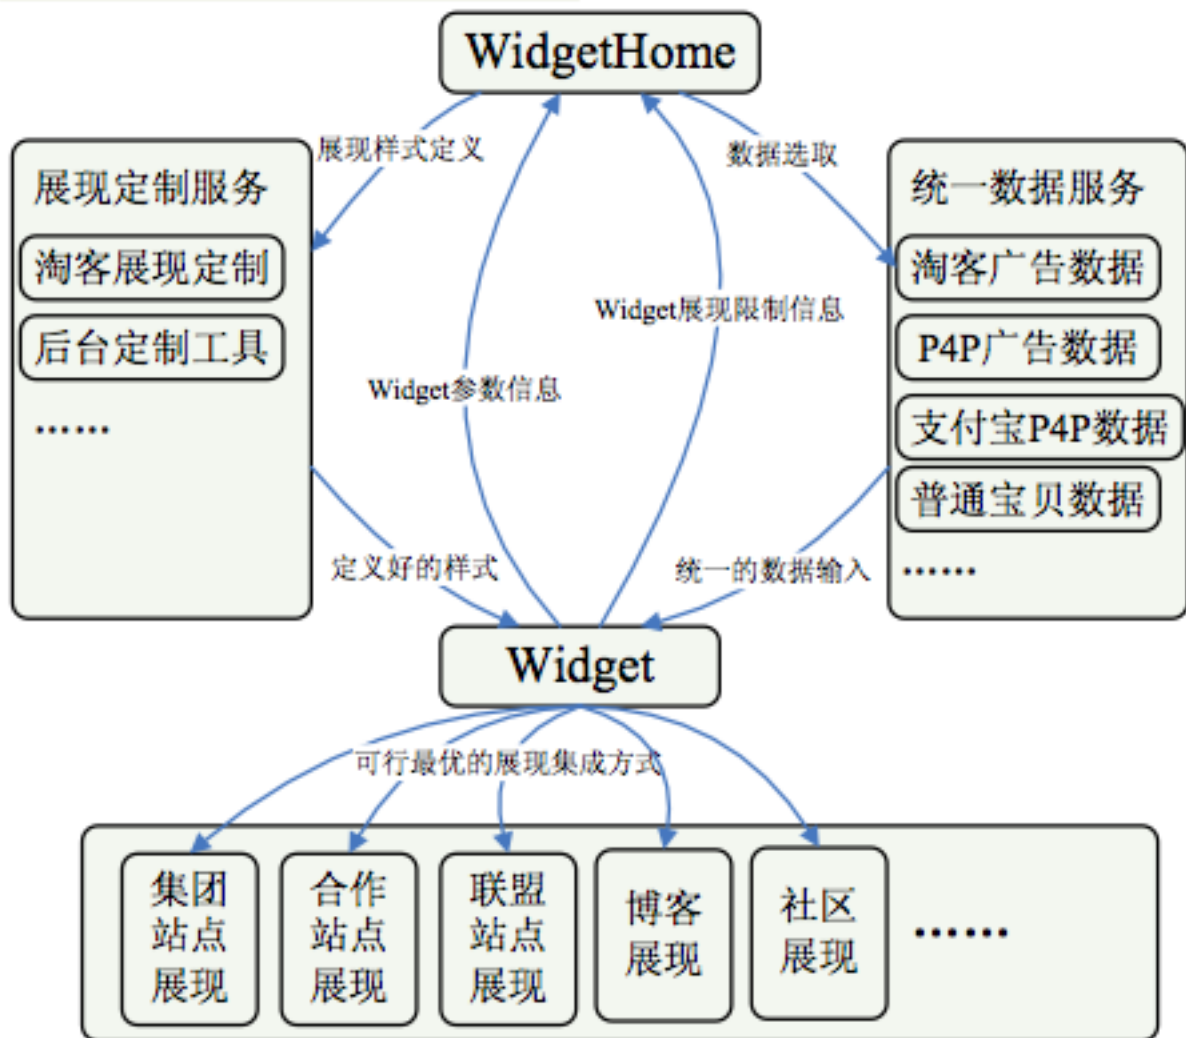 WidgetHome
展现样式定义
数据选取
展现定制服务
淘客展现定制
后台定制工具
……
统一数据服务
淘客广告数据
P4P广告数据
支付宝P4P数据
普通宝贝数据
……
Widget展现限制信息
Widget参数信息
定义好的样式
统一的数据输入
Widget
可行最优的展现集成方式
集团
站点
展现
合作
站点
展现
联盟
站点
展现
博客
展现
社区
展现
……